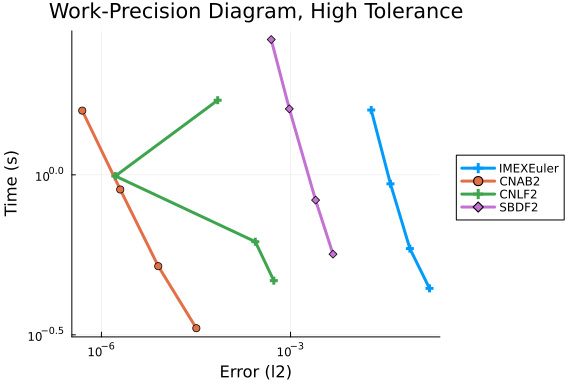 Work-Precision Diagram, High Tolerance
Time (s)
10^0.0
10^−0.5
10^−6
10^−3
Error (l2)
IMEXEuler
CNAB2
CNLF2
SBDF2